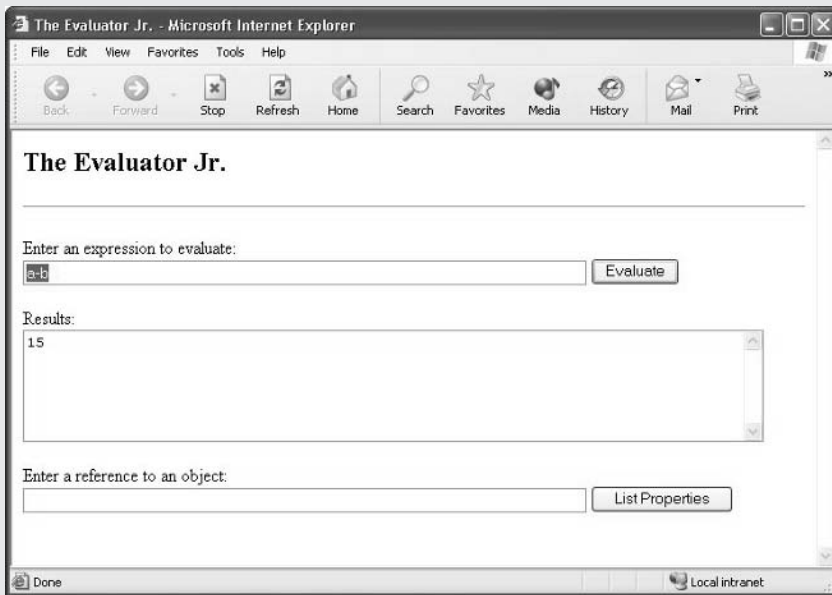 The Evaluator Jr. - Microsoft Internet Explorer
File Edit View Favorites Tools Help
Back Forward Stop Refresh Home Search Favorites Media History Mail Print
The Evaluator Jr.
Enter an expression to evaluate:
a-b Evaluate
Results:
15
Enter a reference to an object:
List Properties
Done Local intranet